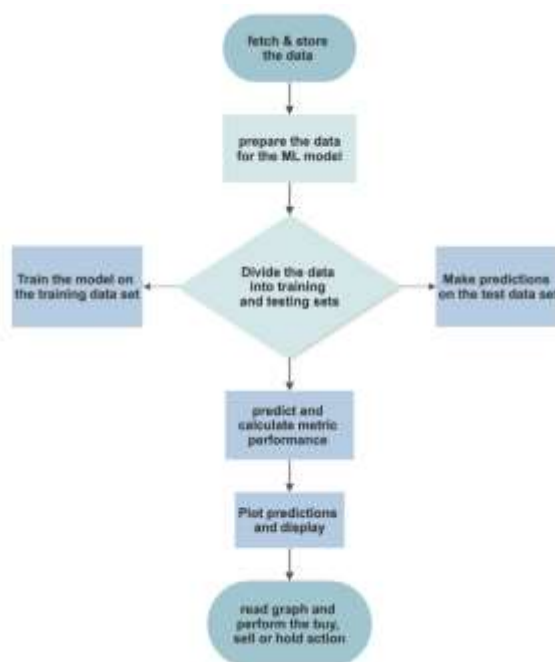 fetch & store
the data
prepare the data
for the ML model
Train the model on
the training data set
Divide the data
into training
and testing sets
Make predictions
on the test data set
predict and
calculate metric
performance
Plot predictions
and display
read graph and
perform the buy,
sell or hold action